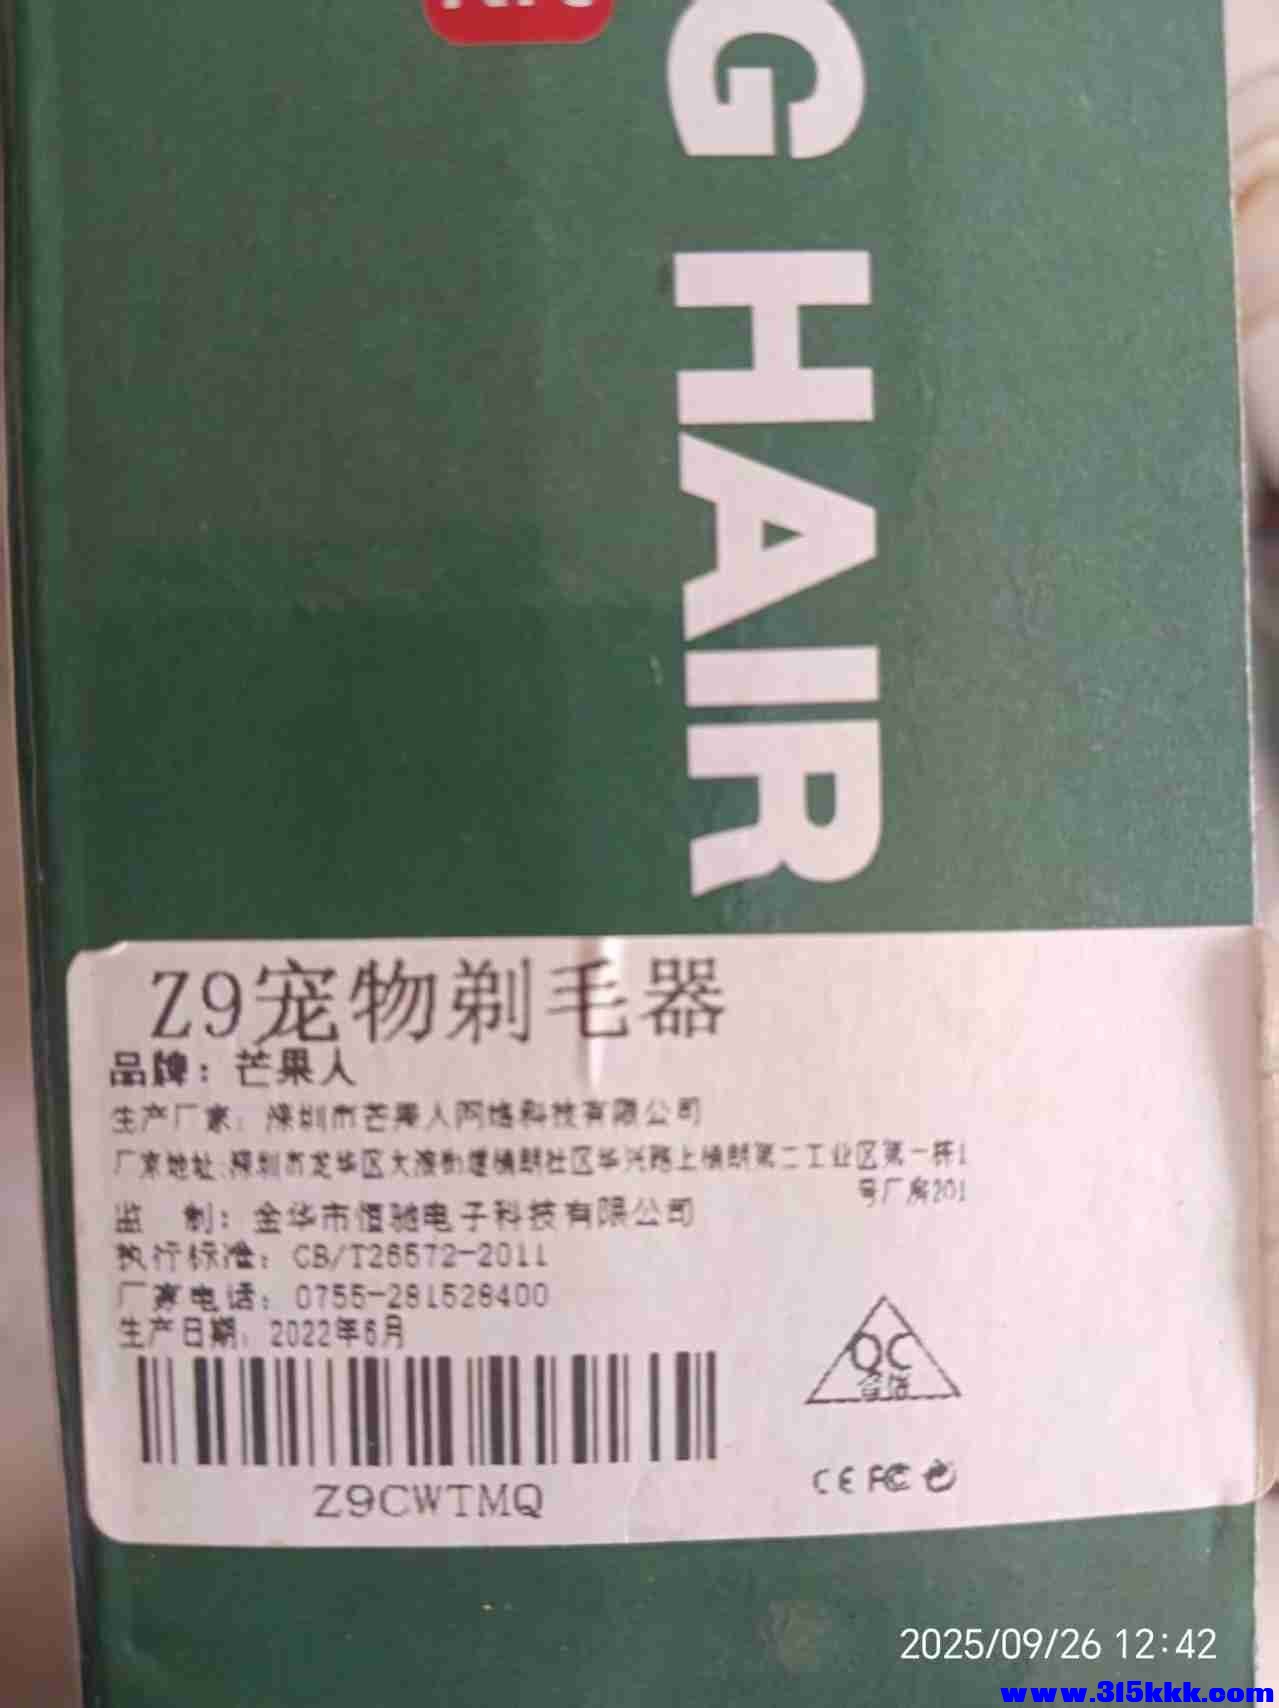 G HAIR
Z9宠物剃毛器
品牌：芒果人
生产厂家：深圳市芒果人网络科技有限公司
厂家地址:深圳市龙华区大浪街道横朗社区华兴路上横朗第二工业区第一栋1
号厂房201
监 制：金华市恒驰电子科技有限公司
执行标准：CB/T26572-2011
厂家电话：0755-281528400
生产日期：2022年6月
QC
合格
Z9CWTMQ
CE FC
2025/09/26 12:42
www.315kkk.com